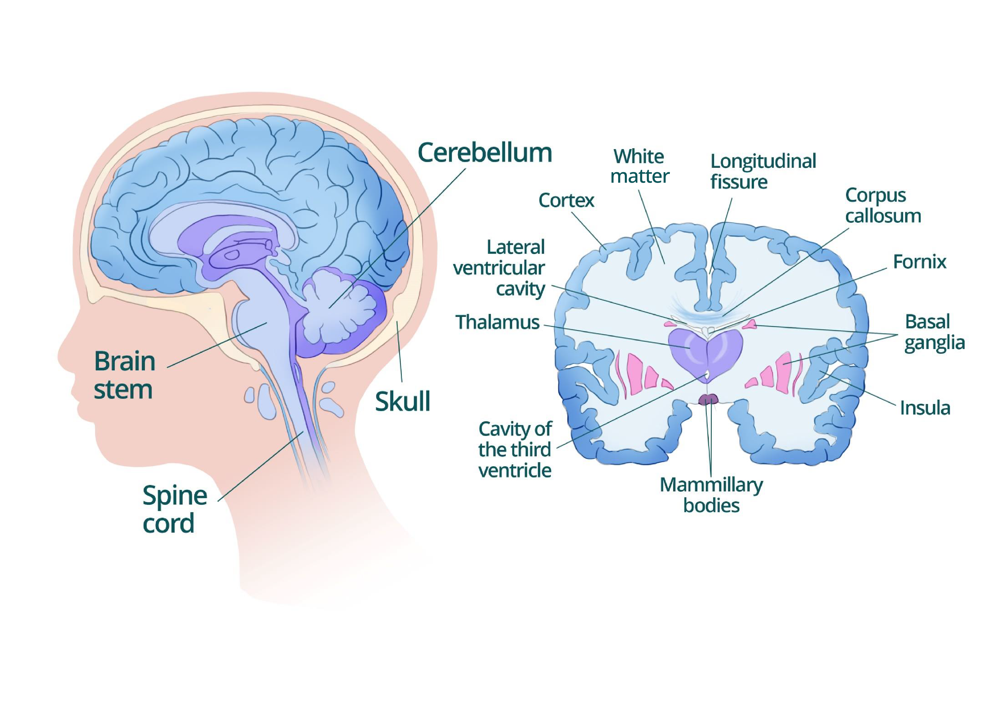 Cerebellum
Brain
stem
Skull
Spine
cord
White
matter
Longitudinal
fissure
Cortex
Corpus
callosum
Lateral
ventricular
cavity
Fornix
Thalamus
Basal
ganglia
Insula
Cavity of
the third
ventricle
Mammillary
bodies